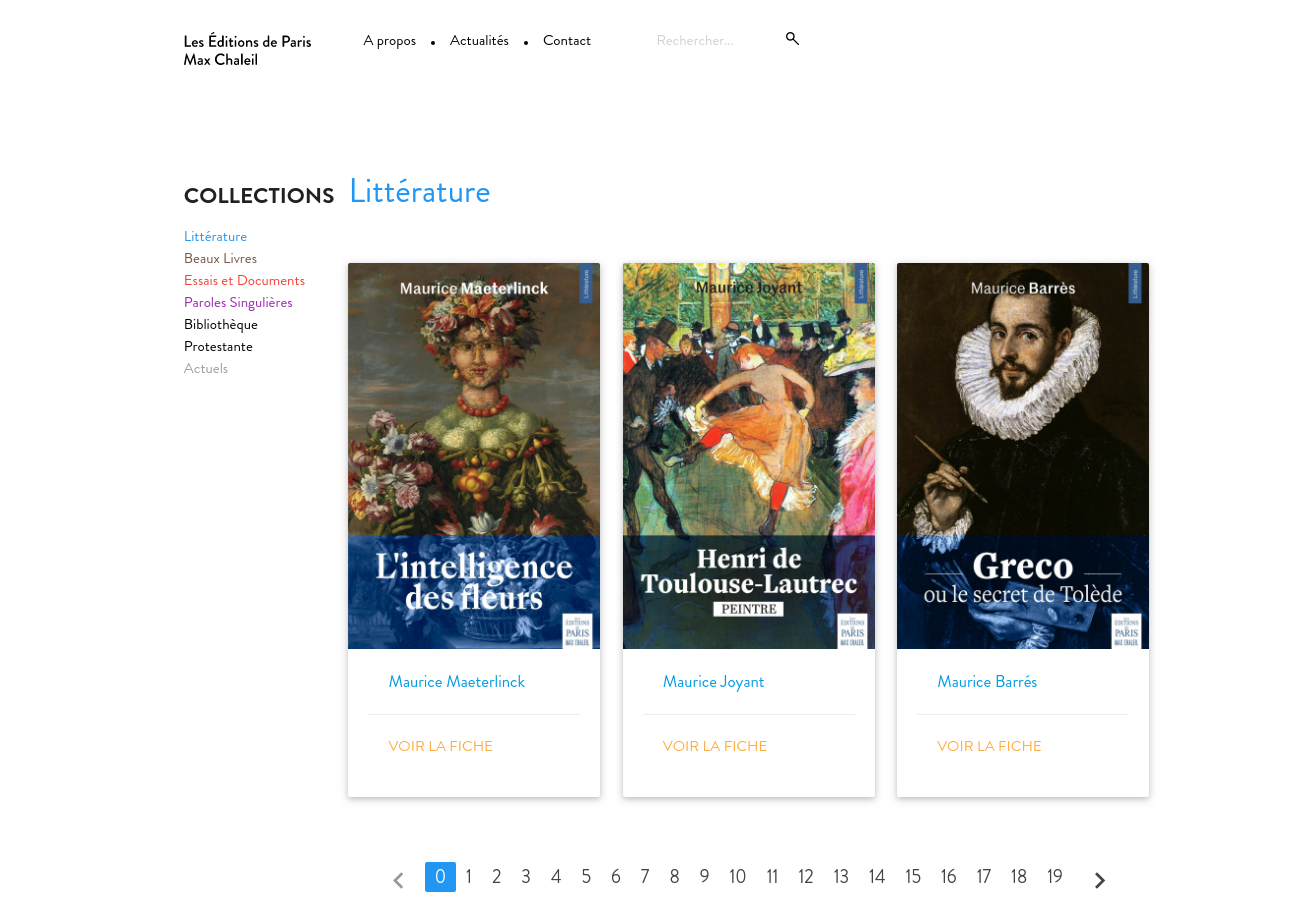 Les Éditions de Paris
Max Chaleil
A propos • Actualités • Contact
Rechercher...
COLLECTIONS
Littérature
Beaux Livres
Essais et Documents
Paroles Singulières
Bibliothèque
Protestante
Actuels
Littérature
Littérature
Maurice Maeterlinck
L'intelligence
des fleurs
LES
ÉDITIONS
DE
PARIS
MAX CHALEIL
Maurice Maeterlinck
VOIR LA FICHE
Littérature
Maurice Joyant
Henri de
Toulouse-Lautrec
PEINTRE
LES
ÉDITIONS
DE
PARIS
MAX CHALEIL
Maurice Joyant
VOIR LA FICHE
Littérature
Maurice Barrès
Greco
ou le secret de Tolède
LES
ÉDITIONS
DE
PARIS
MAX CHALEIL
Maurice Barrés
VOIR LA FICHE
0 1 2 3 4 5 6 7 8 9 10 11 12 13 14 15 16 17 18 19